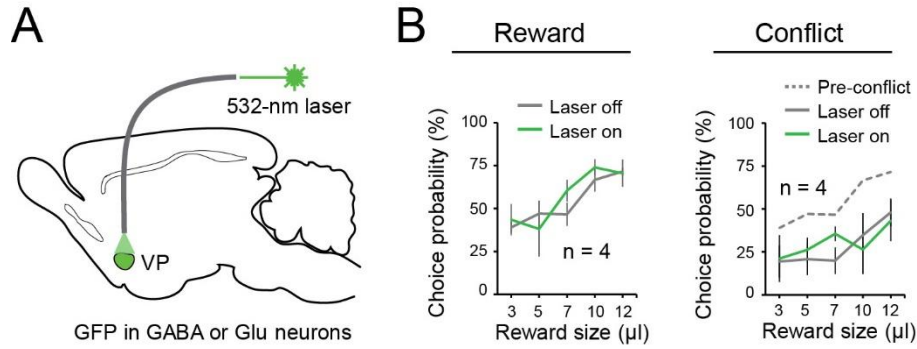 A
532-nm laser
VP
GFP in GABA or Glu neurons
B
Reward
Laser off
Laser on
Choice probability (%)
100
75
50
25
0
n = 4
3 5 7 10 12
Reward size (μl)
Conflict
Pre-conflict
Laser off
Laser on
Choice probability (%)
100
75
50
25
0
n = 4
3 5 7 10 12
Reward size (μl)